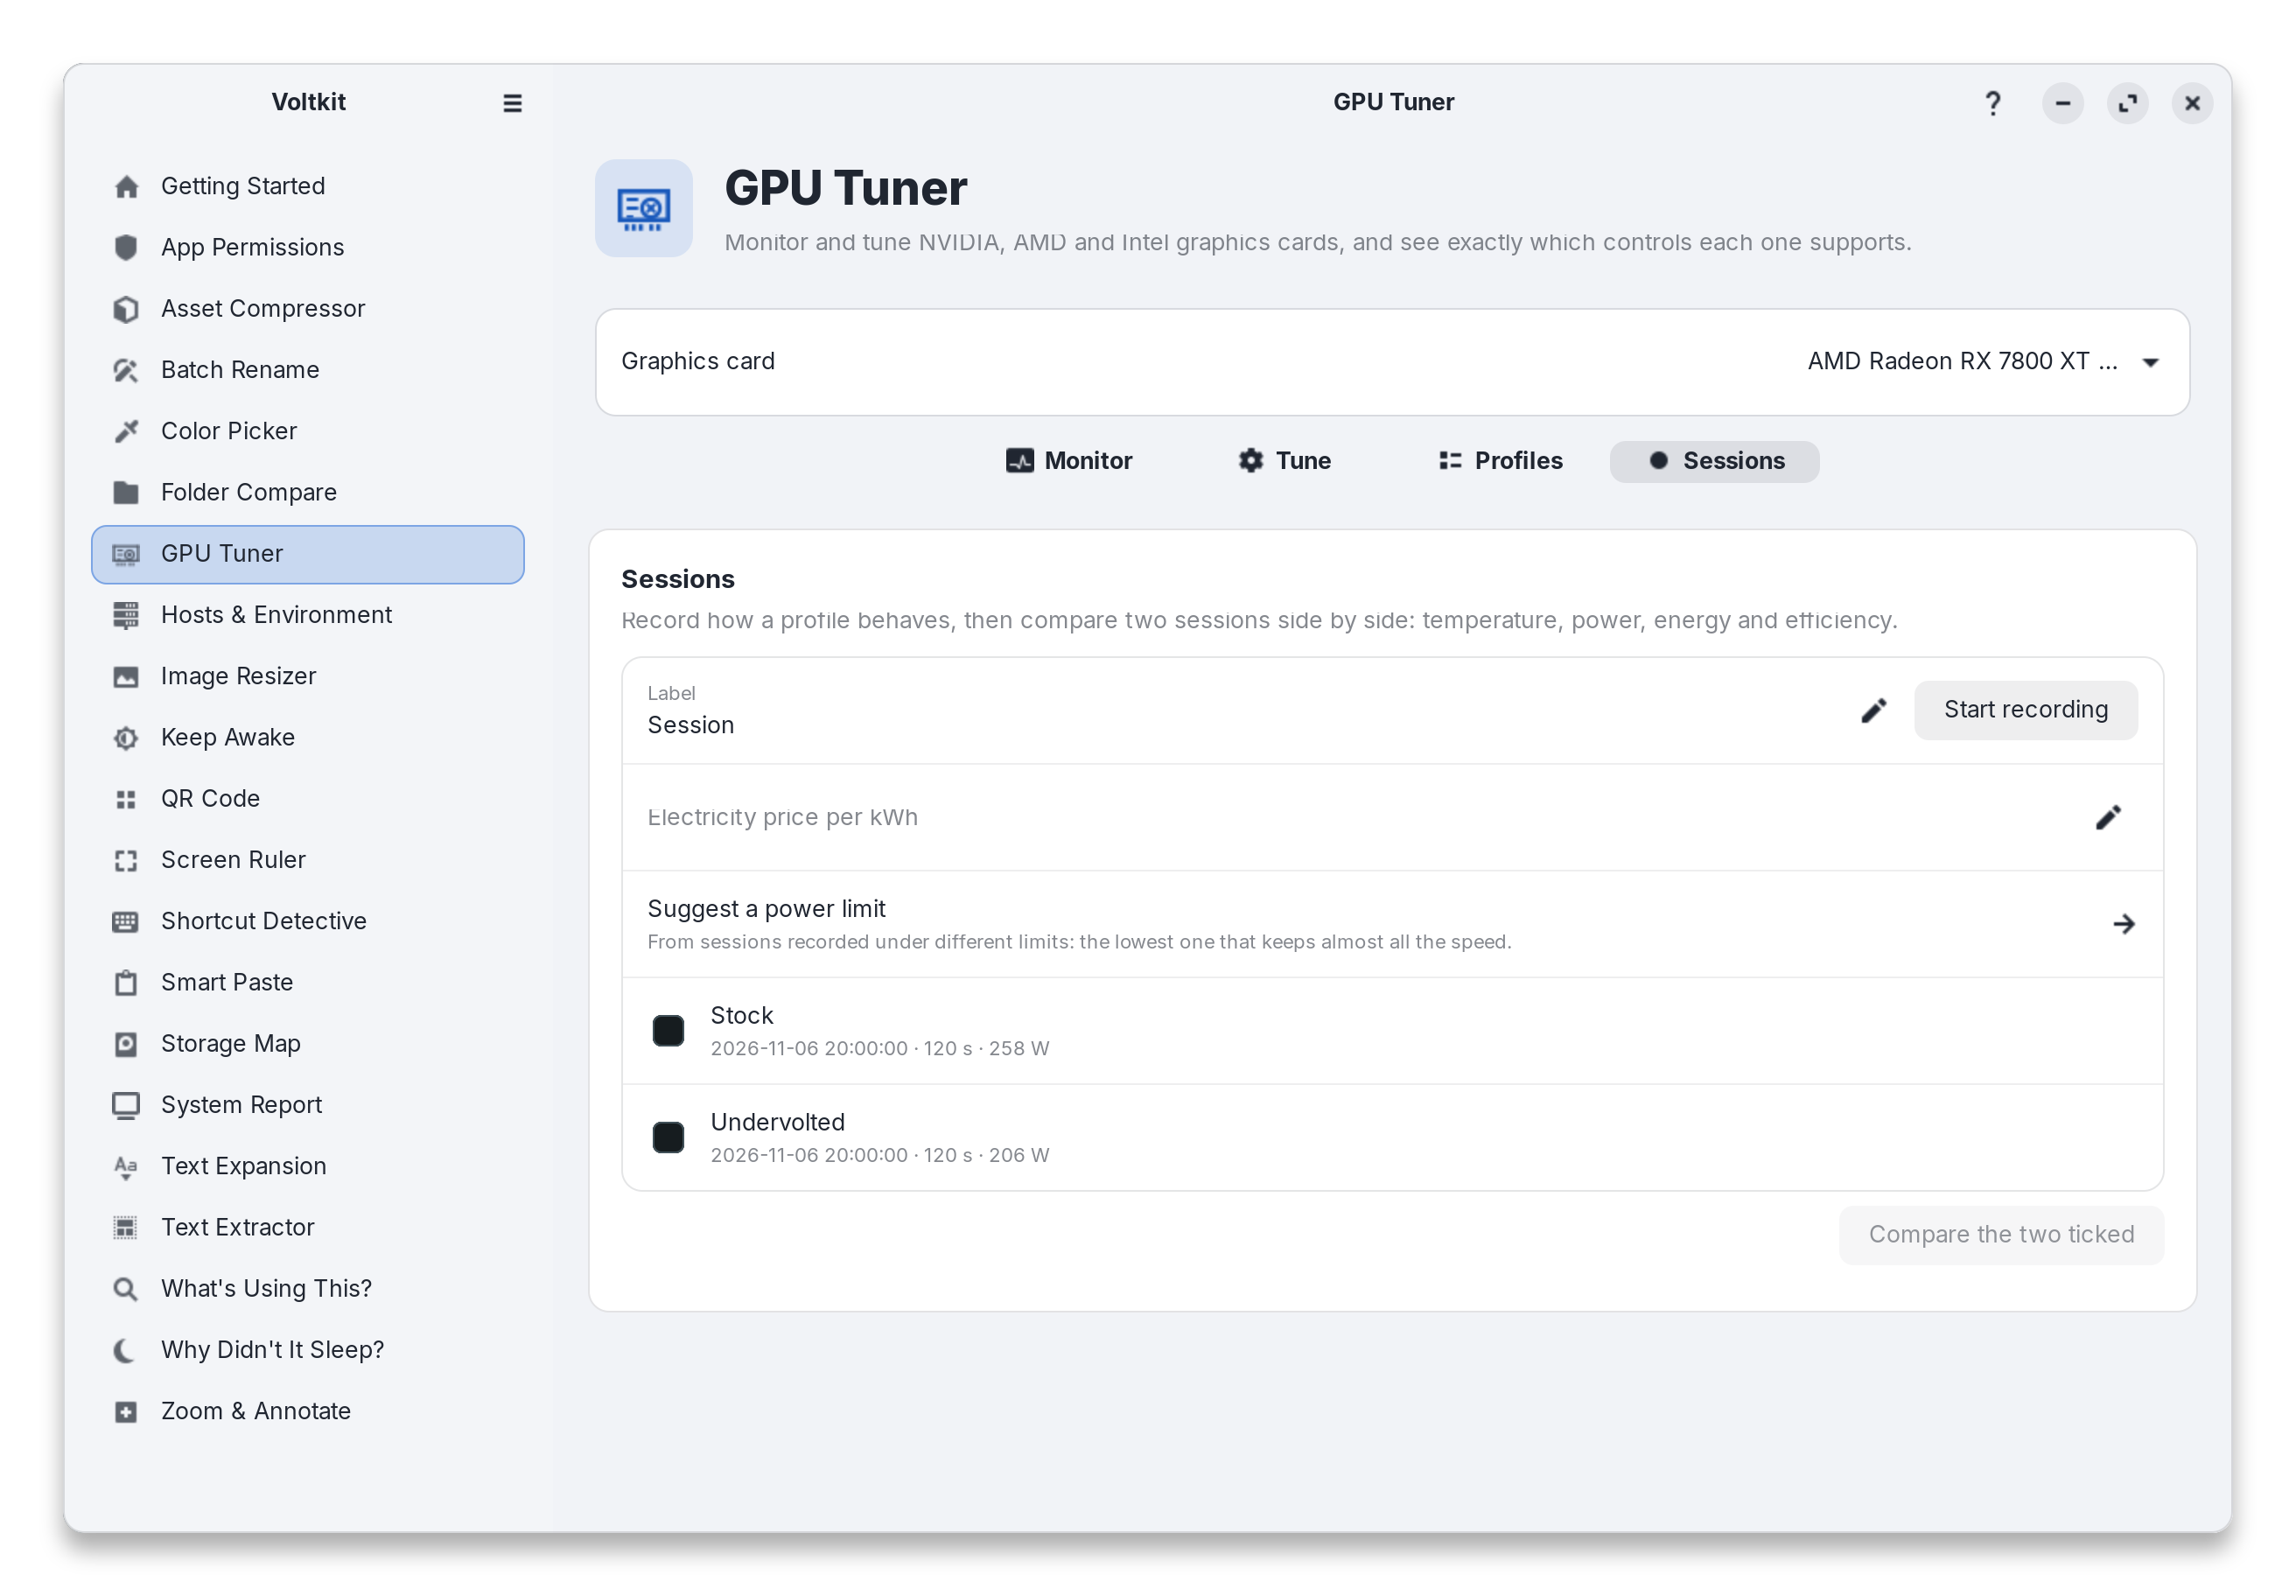 Voltkit
GPU Tuner
?
Getting Started
App Permissions
Asset Compressor
Batch Rename
Color Picker
Folder Compare
GPU Tuner
Hosts & Environment
Image Resizer
Keep Awake
QR Code
Screen Ruler
Shortcut Detective
Smart Paste
Storage Map
System Report
Text Expansion
Text Extractor
What's Using This?
Why Didn't It Sleep?
Zoom & Annotate
GPU Tuner
Monitor and tune NVIDIA, AMD and Intel graphics cards, and see exactly which controls each one supports.
Graphics card
AMD Radeon RX 7800 XT ...
Monitor
Tune
Profiles
Sessions
Sessions
Record how a profile behaves, then compare two sessions side by side: temperature, power, energy and efficiency.
Label
Session
Start recording
Electricity price per kWh
Suggest a power limit
From sessions recorded under different limits: the lowest one that keeps almost all the speed.
Stock
2026-11-06 20:00:00 · 120 s · 258 W
Undervolted
2026-11-06 20:00:00 · 120 s · 206 W
Compare the two ticked